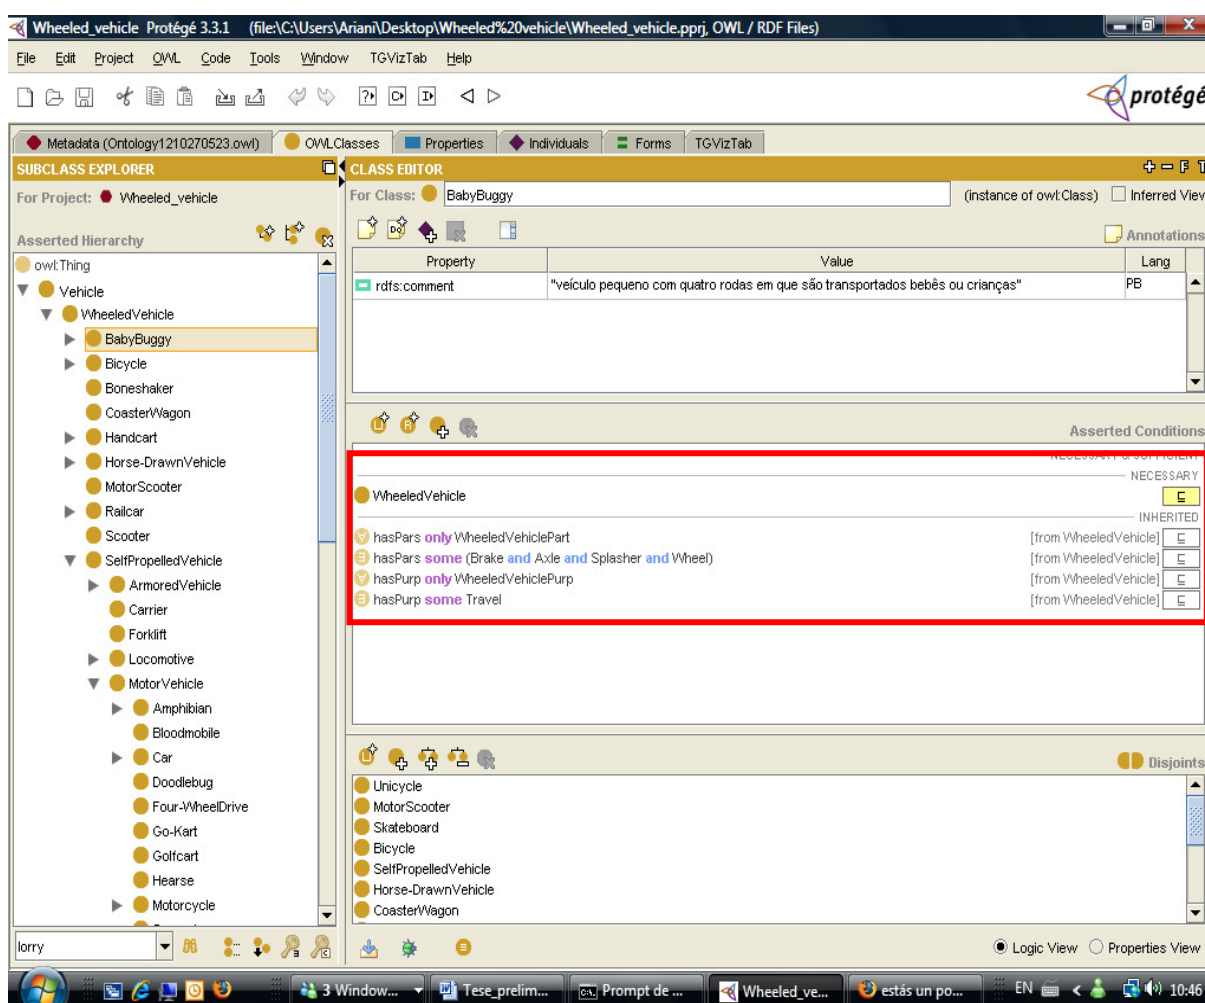 Wheeled_vehicle Protégé 3.3.1 (file:\C:\Users\Ariani\Desktop\Wheeled%20vehicle\Wheeled_vehicle.pprj, OWL / RDF Files)
File Edit Project OWL Code Tools Window TGVizTab Help
protégé
Metadata (Ontology1210270523.owl) OWLClasses Properties Individuals Forms TGVizTab
SUBCLASS EXPLORER
For Project: Wheeled_vehicle
Asserted Hierarchy
owl:Thing
Vehicle
WheeledVehicle
BabyBuggy
Bicycle
Boneshaker
CoasterWagon
Handcart
Horse-DrawnVehicle
MotorScooter
Railcar
Scooter
SelfPropelledVehicle
ArmoredVehicle
Carrier
Forklift
Locomotive
MotorVehicle
Amphibian
Bloodmobile
Car
Doodlebug
Four-WheelDrive
Go-Kart
Golfcart
Hearse
Motorcycle
lorry
CLASS EDITOR
For Class: BabyBuggy (instance of owl:Class) Inferred View
Annotations
Property Value Lang
rdfs:comment "veículo pequeno com quatro rodas em que são transportados bebês ou crianças" PB
Asserted Conditions
NECESSARY & SUFFICIENT
NECESSARY
WheeledVehicle
INHERITED
hasPars only WheeledVehiclePart [from WheeledVehicle]
hasPars some (Brake and Axle and Splasher and Wheel) [from WheeledVehicle]
hasPurp only WheeledVehiclePurp [from WheeledVehicle]
hasPurp some Travel [from WheeledVehicle]
Disjoints
Unicycle
MotorScooter
Skateboard
Bicycle
SelfPropelledVehicle
Horse-DrawnVehicle
CoasterWagon
Logic View Properties View
3 Window... Tese_prelim... Prompt de ... Wheeled_ve... estás un po... EN 10:46